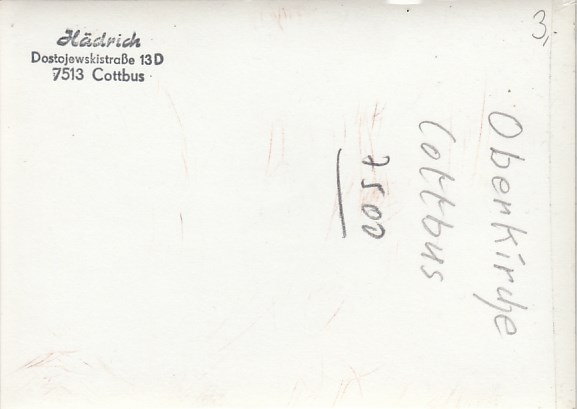 Hädrich
Dostojewskistraße 13D
7513 Cottbus
3,-
Oberkirche
Cottbus
7500